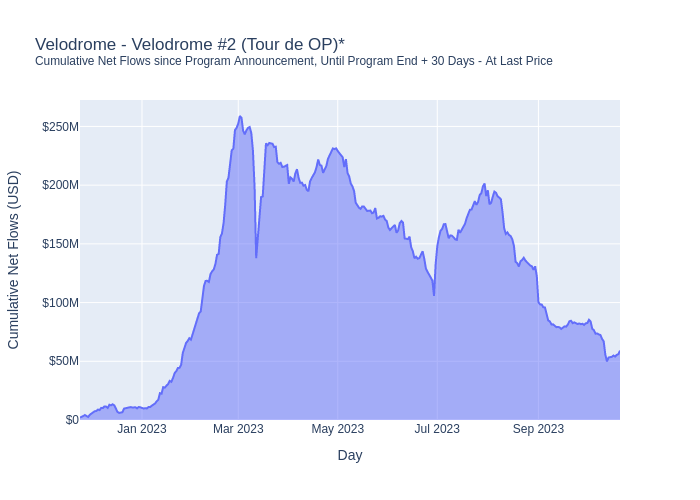 Velodrome - Velodrome #2 (Tour de OP)*
Cumulative Net Flows since Program Announcement, Until Program End + 30 Days - At Last Price
Cumulative Net Flows (USD)
$250M
$200M
$150M
$100M
$50M
$0
Jan 2023
Mar 2023
May 2023
Jul 2023
Sep 2023
Day